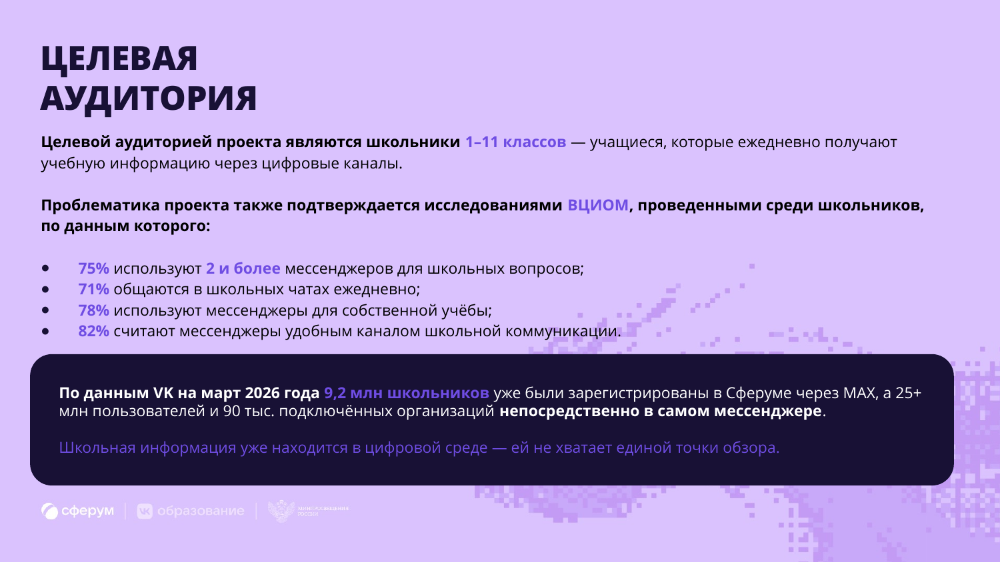 ЦЕЛЕВАЯ
АУДИТОРИЯ
Целевой аудиторией проекта являются школьники 1–11 классов — учащиеся, которые ежедневно получают
учебную информацию через цифровые каналы.
Проблематика проекта также подтверждается исследованиями ВЦИОМ, проведенными среди школьников,
по данным которого:
● 75% используют 2 и более мессенджеров для школьных вопросов;
● 71% общаются в школьных чатах ежедневно;
● 78% используют мессенджеры для собственной учёбы;
● 82% считают мессенджеры удобным каналом школьной коммуникации.
По данным VK на март 2026 года 9,2 млн школьников уже были зарегистрированы в Сферуме через MAX, а 25+
млн пользователей и 90 тыс. подключённых организаций непосредственно в самом мессенджере.
Школьная информация уже находится в цифровой среде — ей не хватает единой точки обзора.
сферум | VK образование | МИНПРОСВЕЩЕНИЯ
РОССИИ